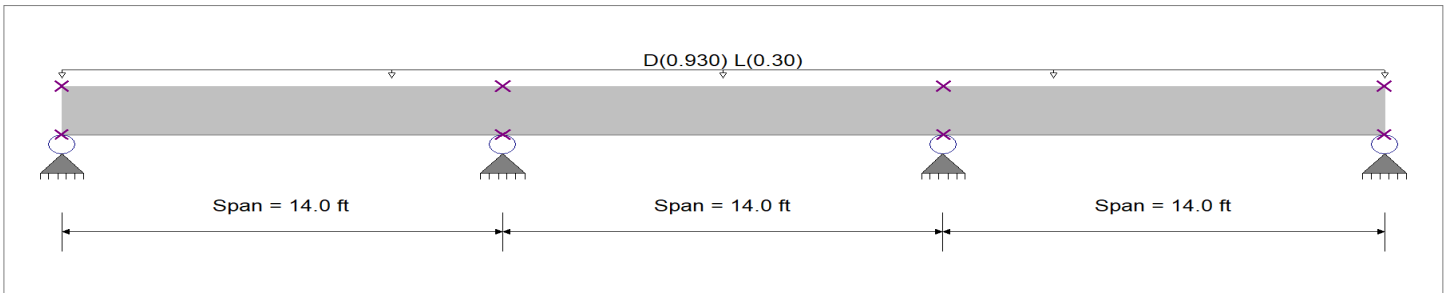 D(0.930) L(0.30)
Span = 14.0 ft
Span = 14.0 ft
Span = 14.0 ft